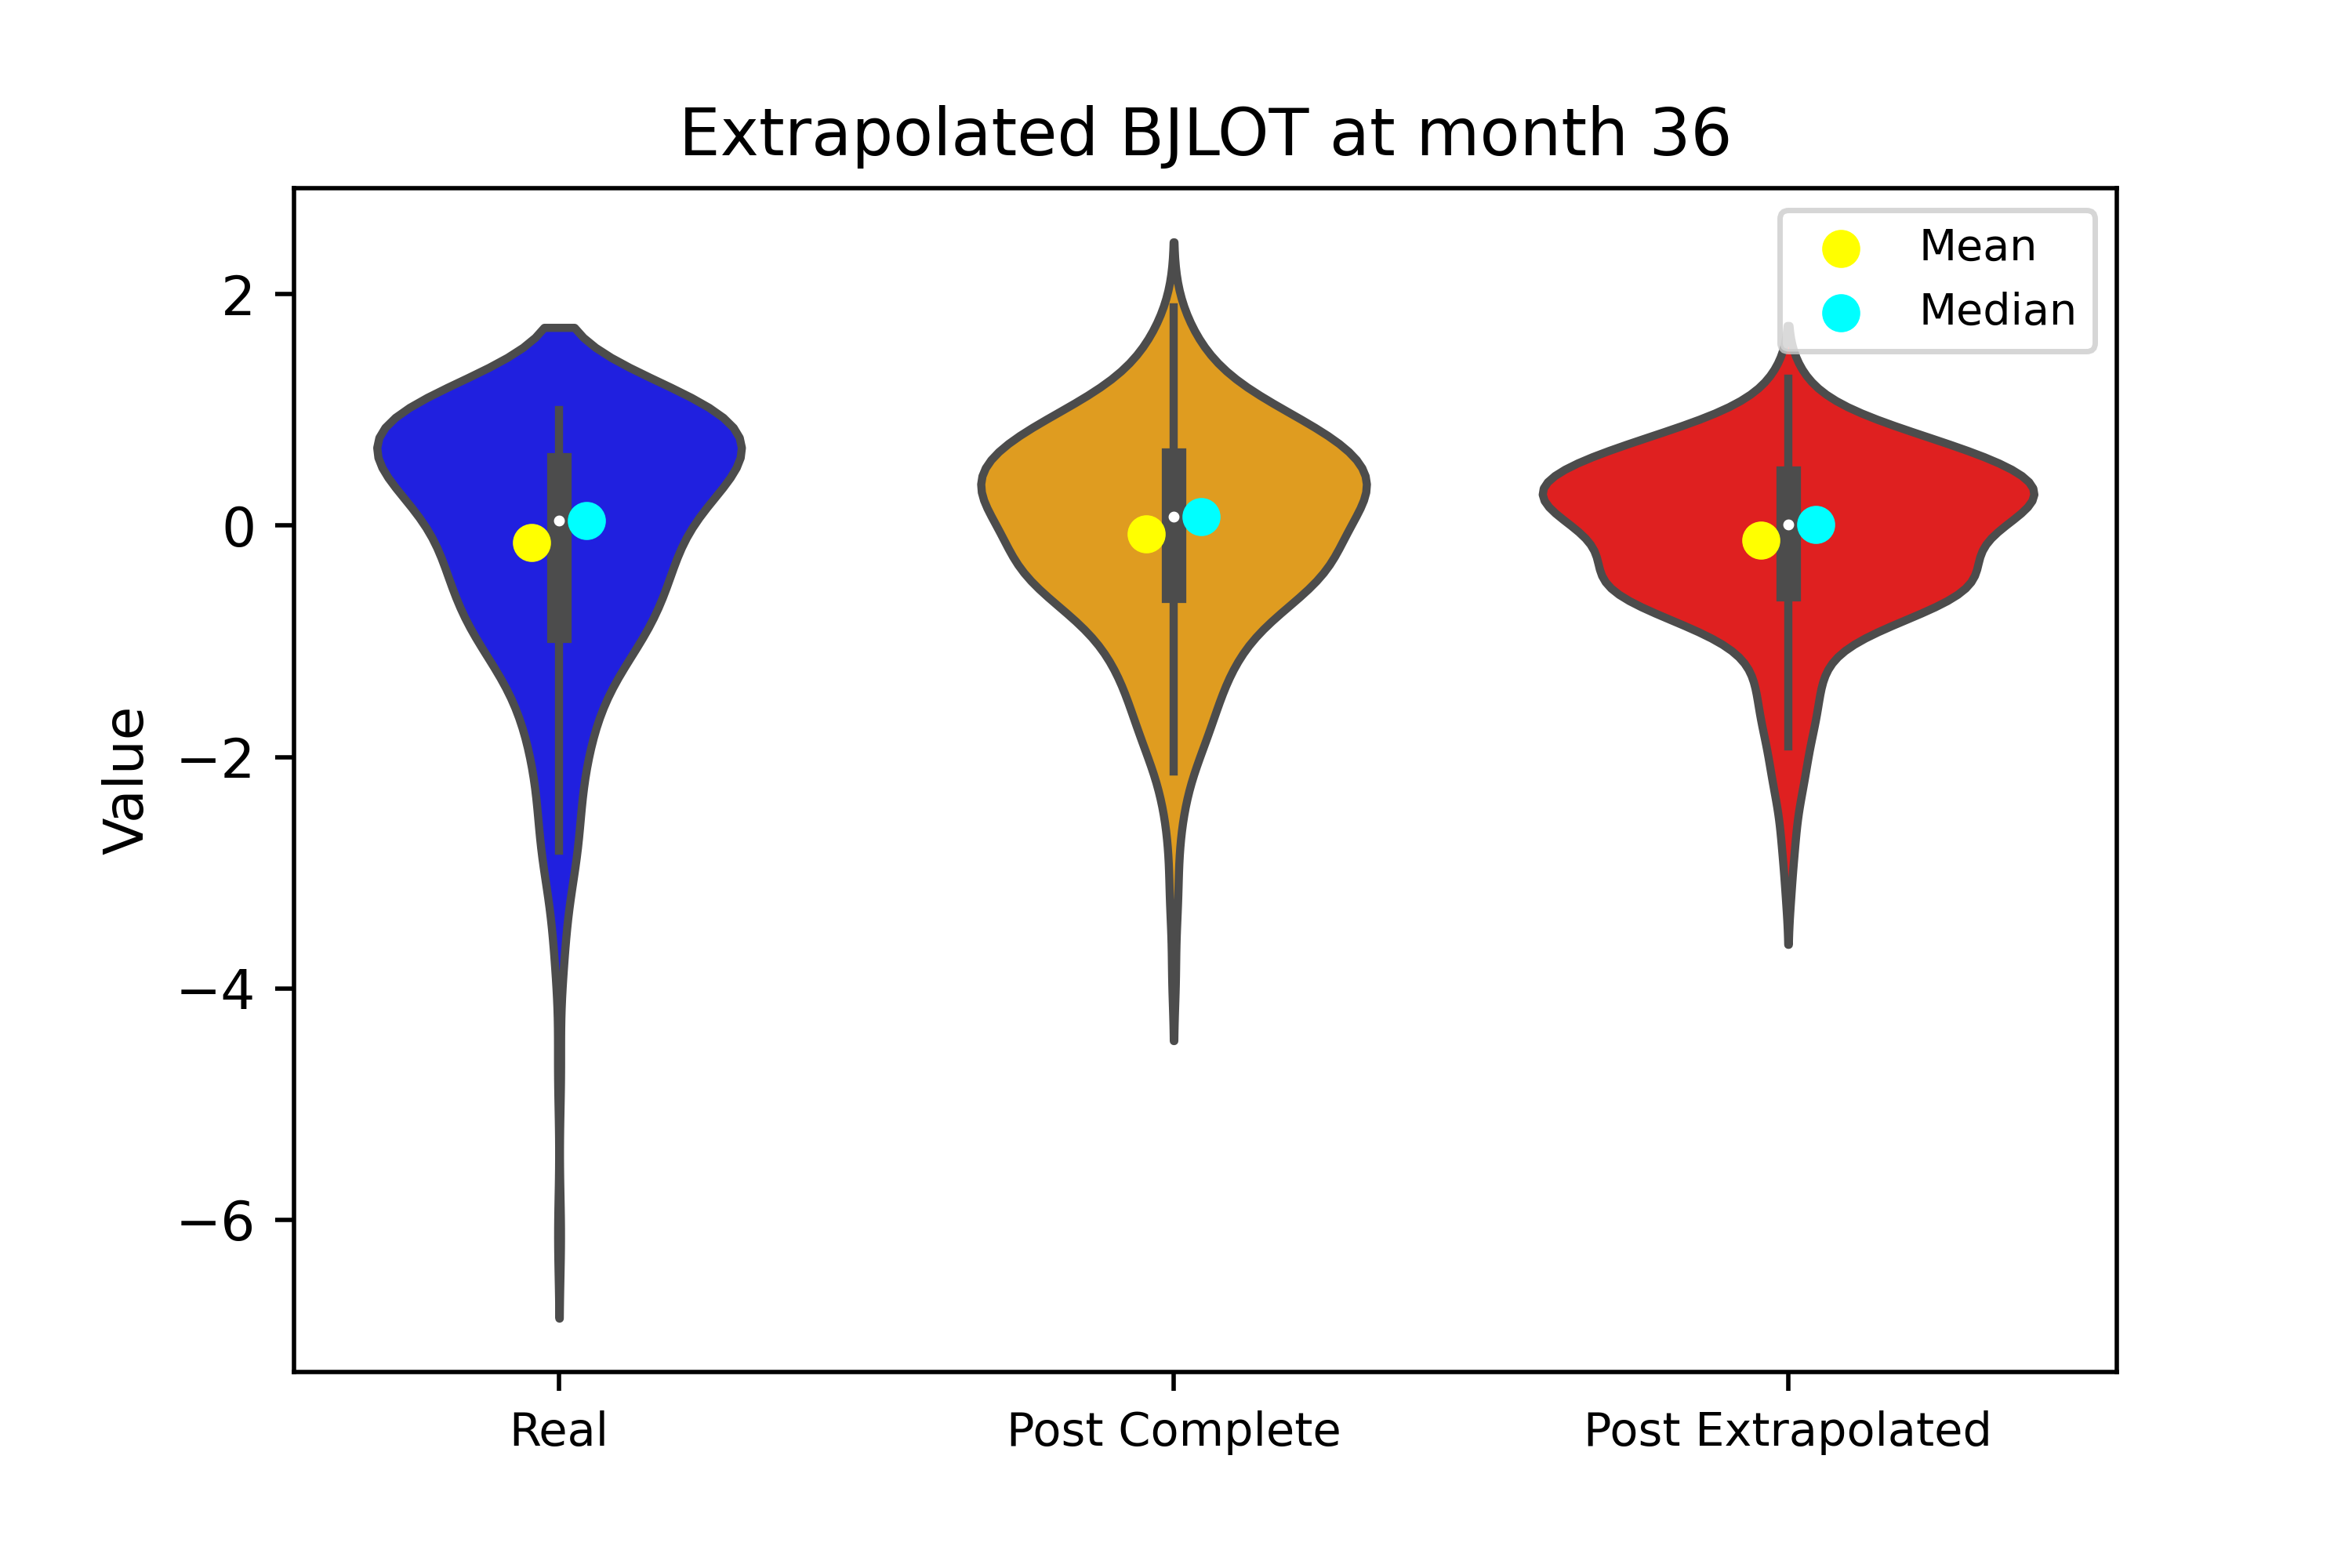 Extrapolated BJLOT at month 36
Mean
Median
Value
2
0
−2
−4
−6
Real
Post Complete
Post Extrapolated